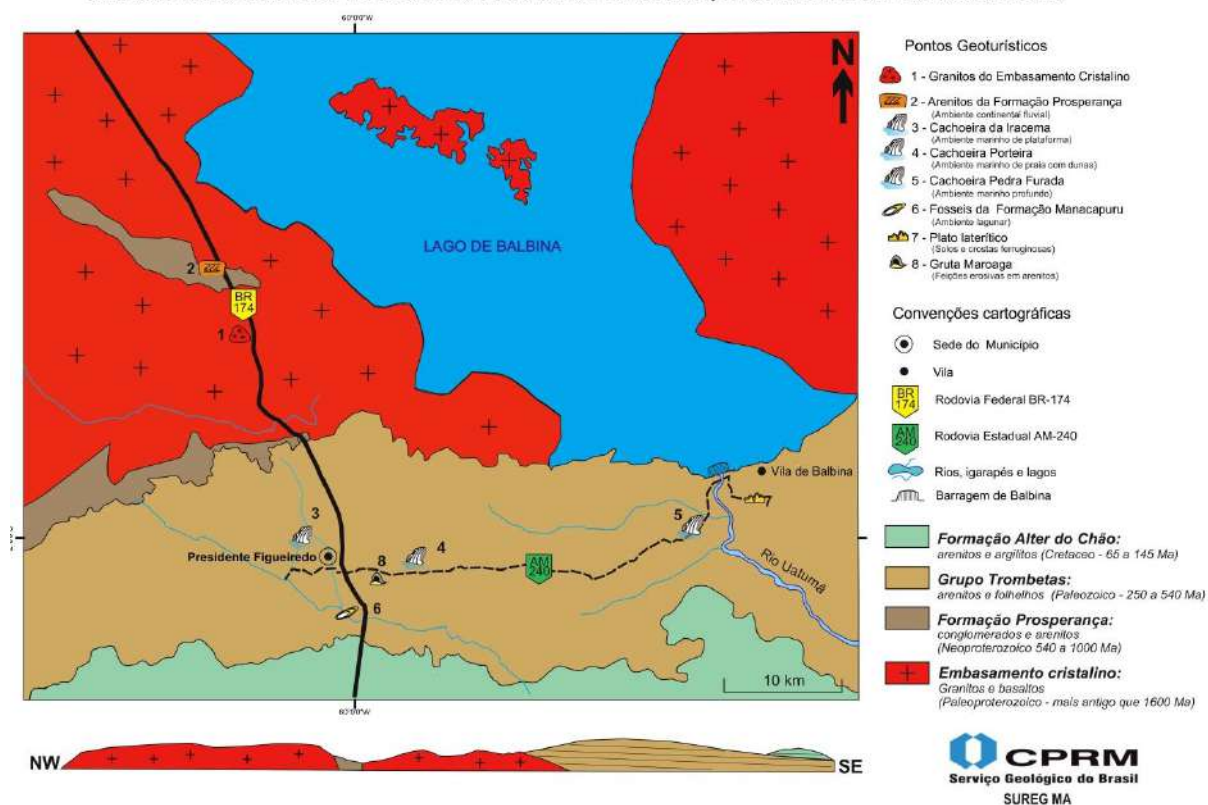 60°00'W
N
LAGO DE BALBINA
2
BR
174
1
Vila de Balbina
7
5
3
Presidente Figueiredo
8
4
AM
240
Rio Uatumã
6
10 km
60°00'W
NW
SE
Pontos Geoturísticos
1 - Granitos do Embasamento Cristalino
2 - Arenitos da Formação Prosperança
(Ambiente continental fluvial)
3 - Cachoeira da Iracema
(Ambiente marinho de plataforma)
4 - Cachoeira Porteira
(Ambiente marinho de praia com dunas)
5 - Cachoeira Pedra Furada
(Ambiente marinho profundo)
6 - Fosseis da Formação Manacapuru
(Ambiente lagunar)
7 - Plato laterítico
(Solos e crostas ferruginosas)
8 - Gruta Maroaga
(Feições erosivas em arenitos)
Convenções cartográficas
Sede do Município
Vila
BR
174
Rodovia Federal BR-174
AM
240
Rodovia Estadual AM-240
Rios, igarapés e lagos
Barragem de Balbina
Formação Alter do Chão:
arenitos e argilitos (Cretaceo - 65 a 145 Ma)
Grupo Trombetas:
arenitos e folhelhos (Paleozoico - 250 a 540 Ma)
Formação Prosperança:
conglomerados e arenitos
(Neoproterozoico 540 a 1000 Ma)
Embasamento cristalino:
Granitos e basaltos
(Paleoproterozoico - mais antigo que 1600 Ma)
CPRM
Serviço Geológico do Brasil
SUREG MA